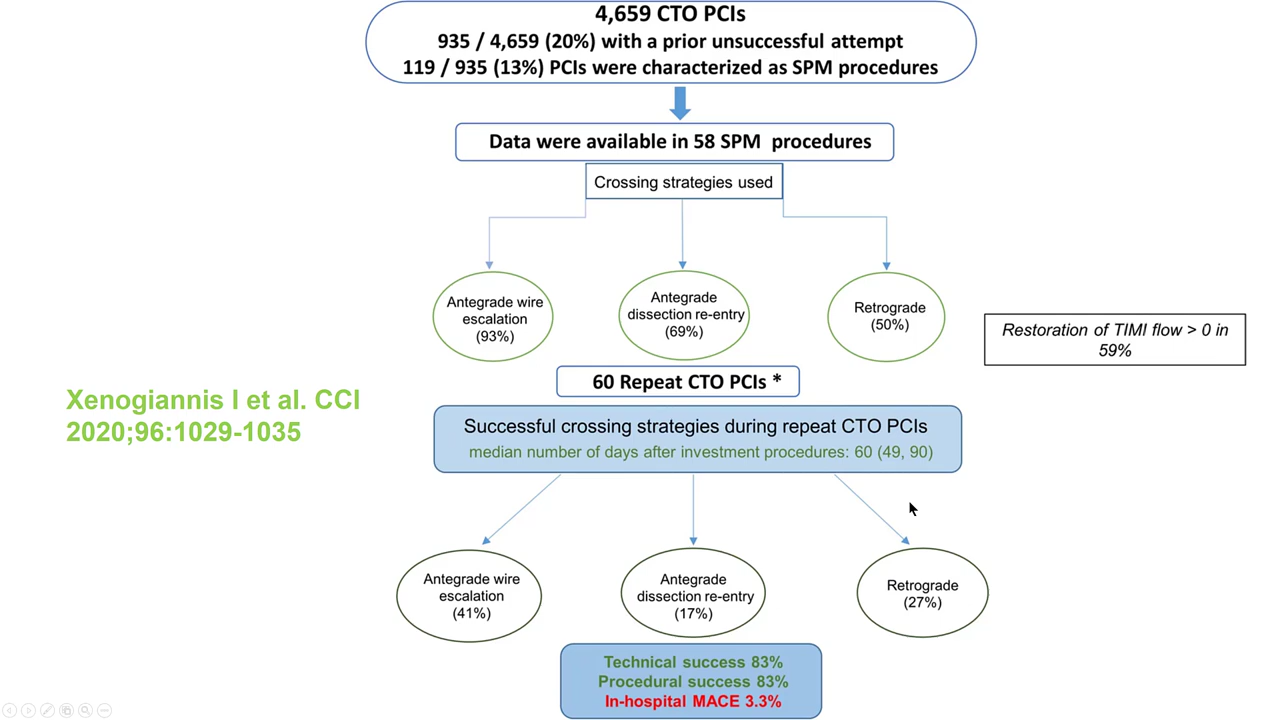 4,659 CTO PCIs
935 / 4,659 (20%) with a prior unsuccessful attempt
119 / 935 (13%) PCIs were characterized as SPM procedures
Data were available in 58 SPM procedures
Crossing strategies used
Antegrade wire
escalation
(93%)
Antegrade
dissection re-entry
(69%)
Retrograde
(50%)
Restoration of TIMI flow > 0 in
59%
60 Repeat CTO PCIs *
Xenogiannis I et al. CCI
2020;96:1029-1035
Successful crossing strategies during repeat CTO PCIs
median number of days after investment procedures: 60 (49, 90)
Antegrade wire
escalation
(41%)
Antegrade
dissection re-entry
(17%)
Retrograde
(27%)
Technical success 83%
Procedural success 83%
In-hospital MACE 3.3%